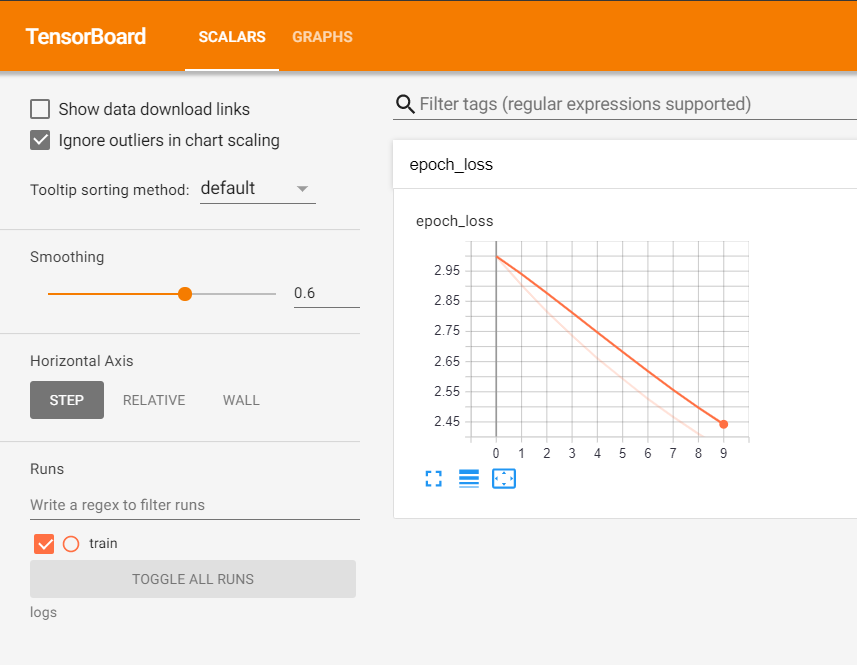 TensorBoard SCALARS GRAPHS
Show data download links
Ignore outliers in chart scaling
Tooltip sorting method: default
Smoothing
0.6
Horizontal Axis
STEP RELATIVE WALL
Runs
Write a regex to filter runs
train
TOGGLE ALL RUNS
logs
Filter tags (regular expressions supported)
epoch_loss
epoch_loss
2.95
2.85
2.75
2.65
2.55
2.45
0 1 2 3 4 5 6 7 8 9